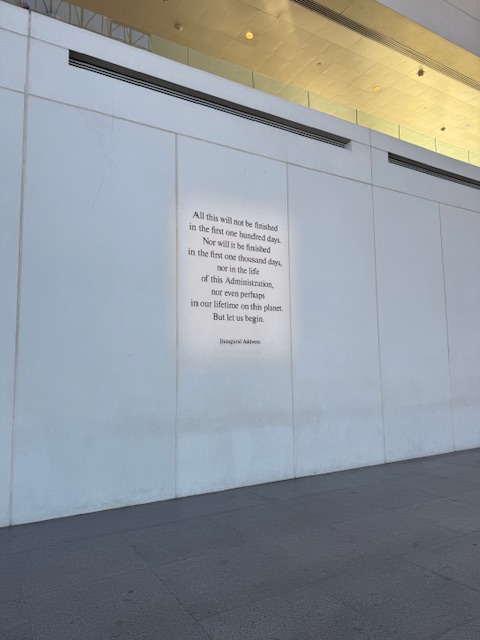 All this will not be finished
in the first one hundred days.
Nor will it be finished
in the first one thousand days,
nor in the life
of this Administration,
nor even perhaps
in our lifetime on this planet.
But let us begin.
Inaugural Address